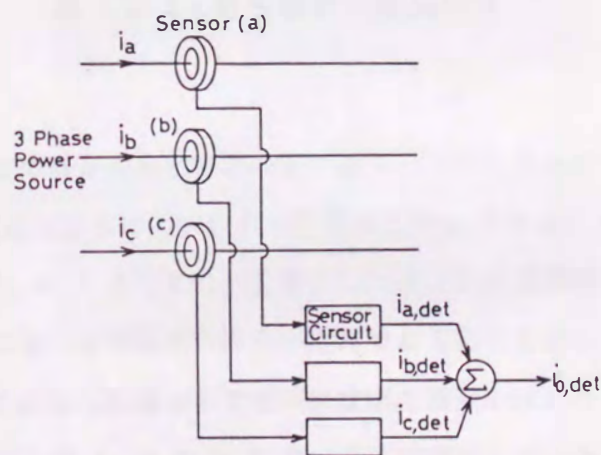 Sensor (a)
ia
(b)
3 Phase
Power
Source
ib
ic
(c)
Sensor
Circuit
ia,det
ib,det
ic,det
Σ
i0,det